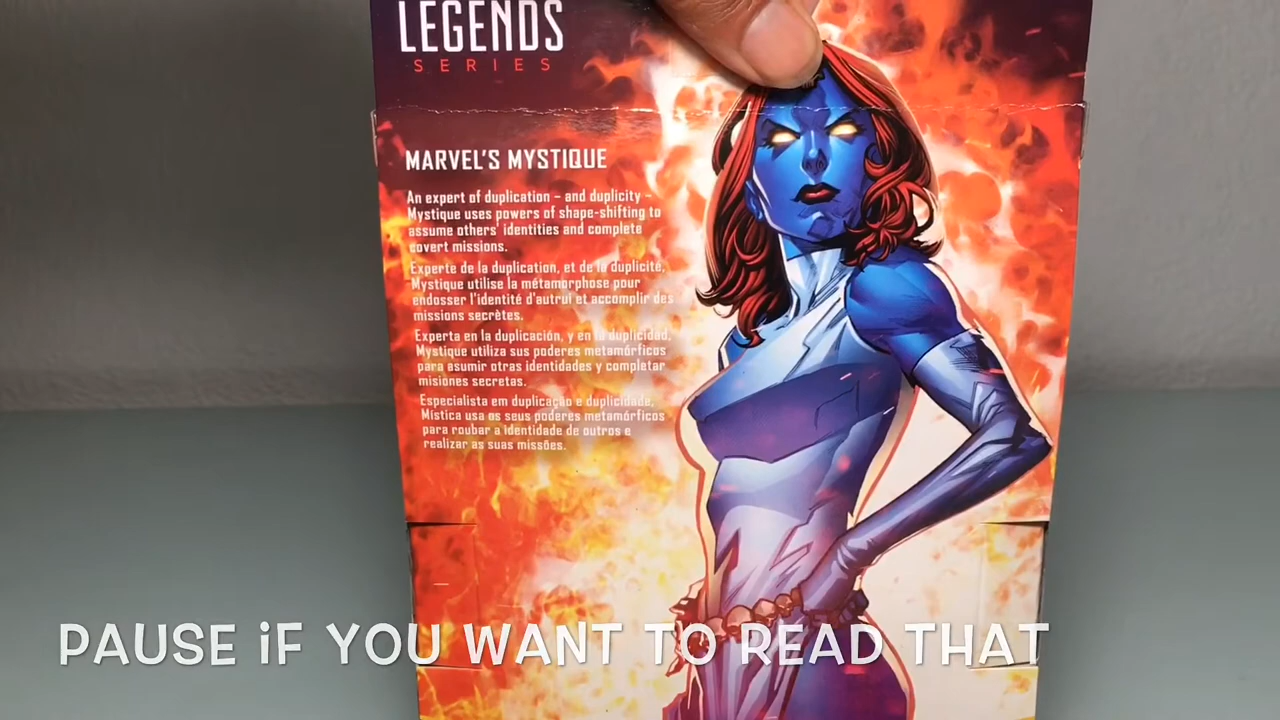 LEGENDS
SERIES
MARVEL'S MYSTIQUE
An expert of duplication – and duplicity –
Mystique uses powers of shape-shifting to
assume others' identities and complete
covert missions.
Experte de la duplication, et de la duplicité,
Mystique utilise la métamorphose pour
endosser l'identité d'autrui et accomplir des
missions secrètes.
Experta en la duplicación, y en la duplicidad,
Mystique utiliza sus poderes metamórficos
para asumir otras identidades y completar
misiones secretas.
Especialista em duplicação e duplicidade,
Mística usa os seus poderes metamórficos
para roubar a identidade de outros e
realizar as suas missões.
PAUSE iF YOU WANT TO READ THAT